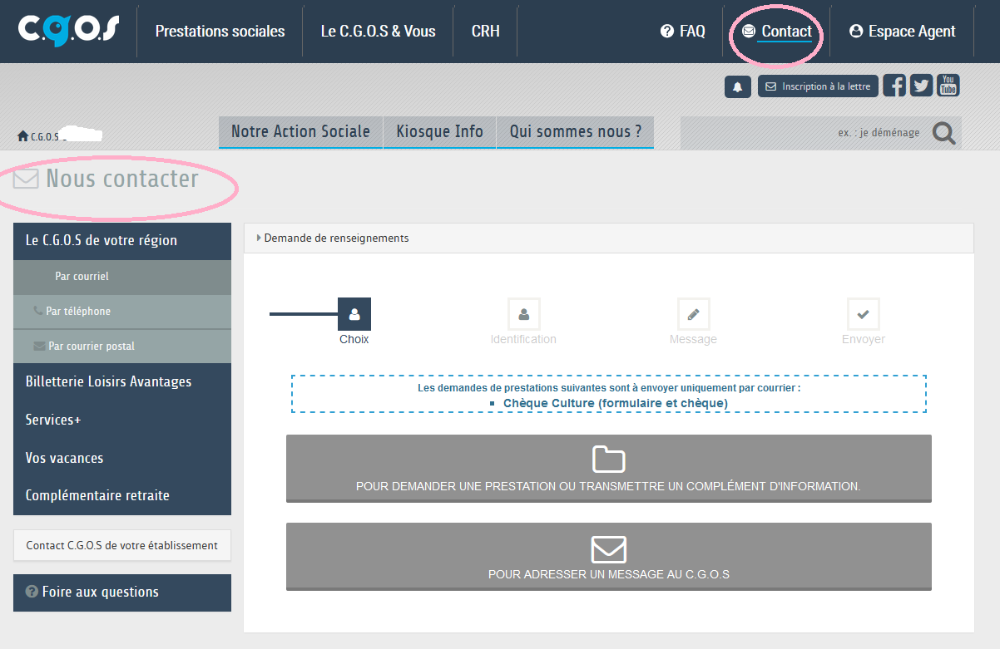 c.g.o.s
Prestations sociales
Le C.G.O.S & Vous
CRH
FAQ
Contact
Espace Agent
Inscription à la lettre
You
Tube
C.G.O.S
Notre Action Sociale
Kiosque Info
Qui sommes nous ?
ex. : je déménage
Nous contacter
Le C.G.O.S de votre région
Par courriel
Par téléphone
Par courrier postal
Billetterie Loisirs Avantages
Services+
Vos vacances
Complémentaire retraite
Contact C.G.O.S de votre établissement
Foire aux questions
Demande de renseignements
Choix
Identification
Message
Envoyer
Les demandes de prestations suivantes sont à envoyer uniquement par courrier :
Chèque Culture (formulaire et chèque)
POUR DEMANDER UNE PRESTATION OU TRANSMETTRE UN COMPLÉMENT D'INFORMATION.
POUR ADRESSER UN MESSAGE AU C.G.O.S